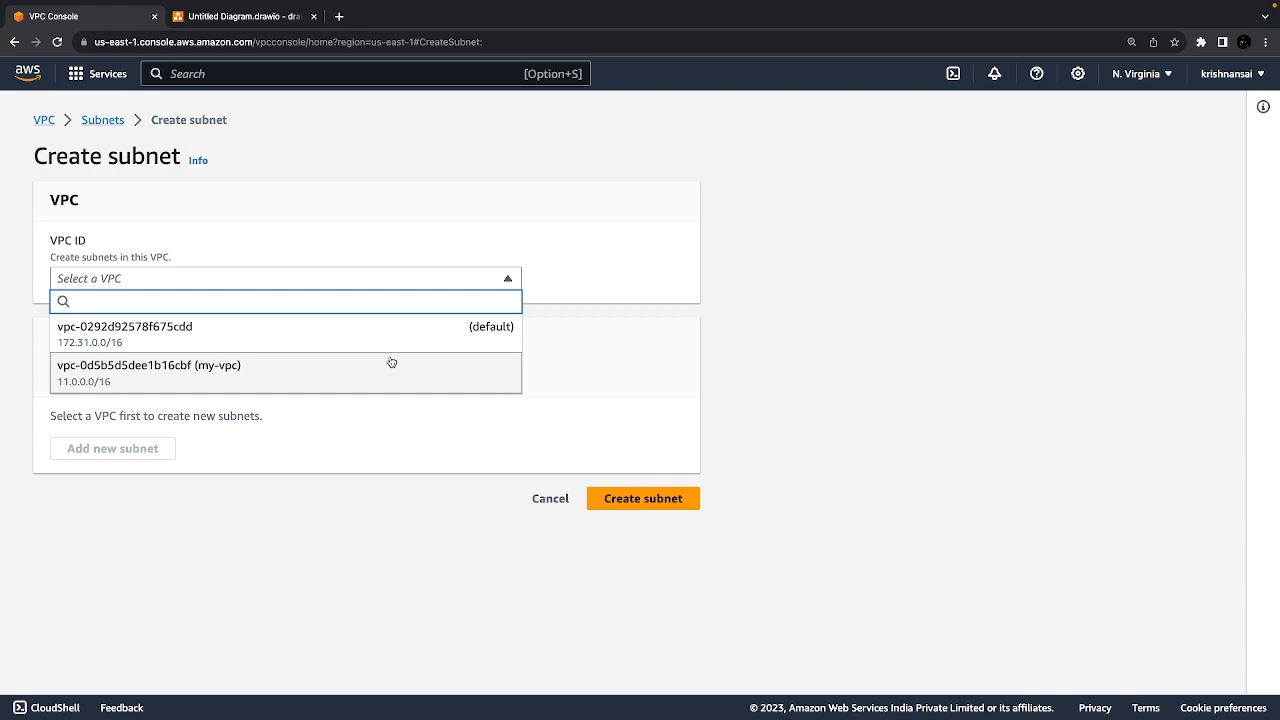 VPC Console
Untitled Diagram.drawio - dra
us-east-1.console.aws.amazon.com/vpcconsole/home?region=us-east-1#CreateSubnet:
aws
Services
Search
[Option+S]
N. Virginia
krishnansai
VPC
Subnets
Create subnet
Create subnet
Info
VPC
VPC ID
Create subnets in this VPC.
Select a VPC
vpc-0292d92578f675cdd (default)
172.31.0.0/16
vpc-0d5b5d5dee1b16cbf (my-vpc)
11.0.0.0/16
Select a VPC first to create new subnets.
Add new subnet
Cancel
Create subnet
CloudShell
Feedback
© 2023, Amazon Web Services India Private Limited or its affiliates.
Privacy
Terms
Cookie preferences